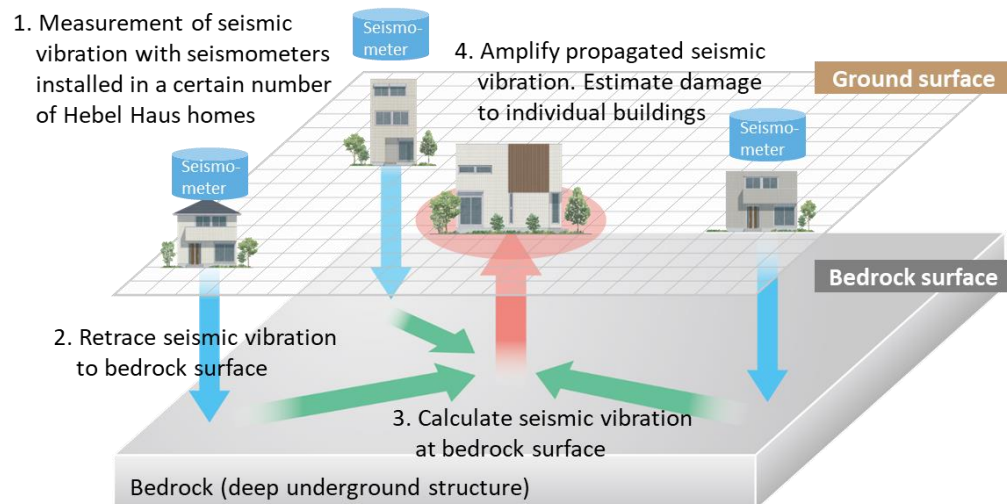 1. Measurement of seismic
vibration with seismometers
installed in a certain number
of Hebel Haus homes
Seismo-
meter
4. Amplify propagated seismic
vibration. Estimate damage
to individual buildings
Ground surface
Seismo-
meter
Seismo-
meter
Bedrock surface
2. Retrace seismic vibration
to bedrock surface
3. Calculate seismic vibration
at bedrock surface
Bedrock (deep underground structure)